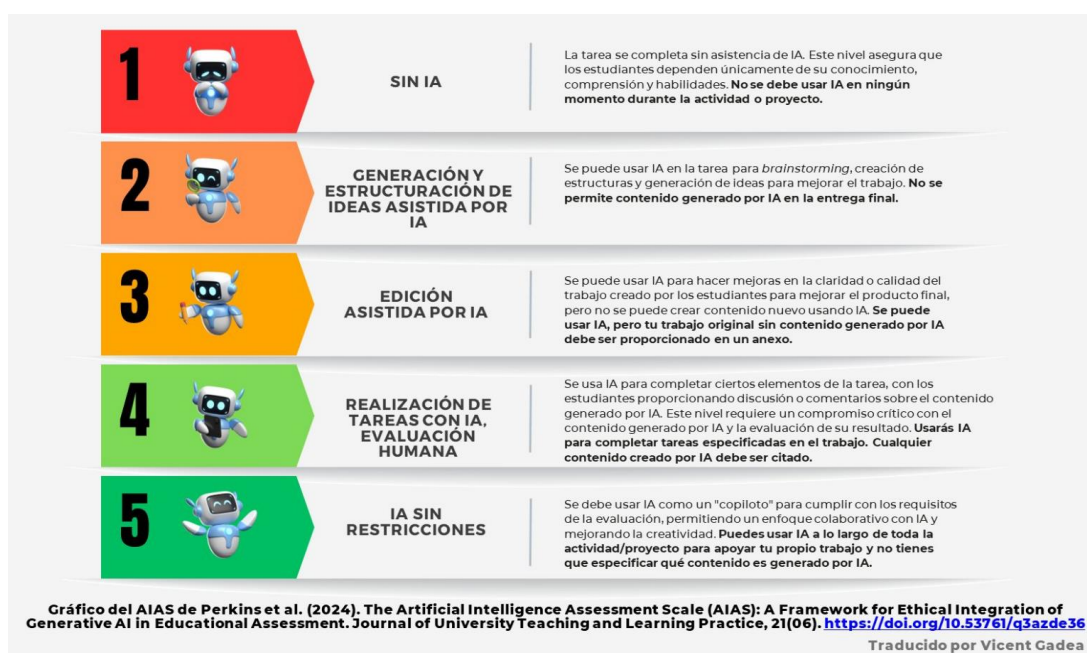 1
SIN IA
La tarea se completa sin asistencia de IA. Este nivel asegura que
los estudiantes dependen únicamente de su conocimiento,
comprensión y habilidades. No se debe usar IA en ningún
momento durante la actividad o proyecto.
2
GENERACIÓN Y
ESTRUCTURACIÓN DE
IDEAS ASISTIDA POR
IA
Se puede usar IA en la tarea para brainstorming, creación de
estructuras y generación de ideas para mejorar el trabajo. No se
permite contenido generado por IA en la entrega final.
3
EDICIÓN
ASISTIDA POR IA
Se puede usar IA para hacer mejoras en la claridad o calidad del
trabajo creado por los estudiantes para mejorar el producto final,
pero no se puede crear contenido nuevo usando IA. Se puede
usar IA, pero tu trabajo original sin contenido generado por IA
debe ser proporcionado en un anexo.
4
REALIZACIÓN DE
TAREAS CON IA,
EVALUACIÓN
HUMANA
Se usa IA para completar ciertos elementos de la tarea, con los
estudiantes proporcionando discusión o comentarios sobre el contenido
generado por IA. Este nivel requiere un compromiso crítico con el
contenido generado por IA y la evaluación de su resultado. Usarás IA
para completar tareas especificadas en el trabajo. Cualquier
contenido creado por IA debe ser citado.
5
IA SIN
RESTRICCIONES
Se debe usar IA como un "copiloto" para cumplir con los requisitos
de la evaluación, permitiendo un enfoque colaborativo con IA y
mejorando la creatividad. Puedes usar IA a lo largo de toda la
actividad/proyecto para apoyar tu propio trabajo y no tienes
que especificar qué contenido es generado por IA.
Gráfico del AIAS de Perkins et al. (2024). The Artificial Intelligence Assessment Scale (AIAS): A Framework for Ethical Integration of
Generative AI in Educational Assessment. Journal of University Teaching and Learning Practice, 21(06). https://doi.org/10.53761/q3azde36
Traducido por Vicent Gadea